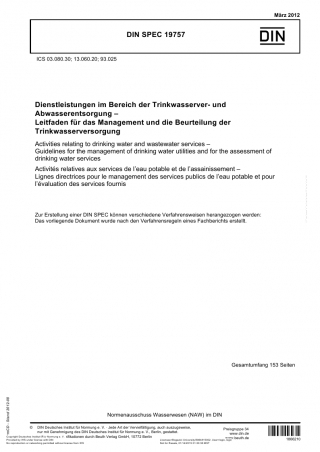 März 2012
DIN SPEC 19757
DIN
ICS 03.080.30; 13.060.20; 93.025
Dienstleistungen im Bereich der Trinkwasserver- und
Abwasserentsorgung –
Leitfaden für das Management und die Beurteilung der
Trinkwasserversorgung
Activities relating to drinking water and wastewater services –
Guidelines for the management of drinking water utilities and for the assessment of
drinking water services
Activités relatives aux services de l'eau potable et de l'assainissement –
Lignes directrices pour le management des services publics de l'eau potable et pour
l'évaluation des services fournis
Zur Erstellung einer DIN SPEC können verschiedene Verfahrensweisen herangezogen werden:
Das vorliegende Dokument wurde nach den Verfahrensregeln eines Fachberichts erstellt.
Gesamtumfang 153 Seiten
Normenausschuss Wasserwesen (NAW) im DIN
© DIN Deutsches Institut für Normung e. V. · Jede Art der Vervielfältigung, auch auszugsweise,
nur mit Genehmigung des DIN Deutsches Institut für Normung e. V., Berlin, gestattet.
Alleinverkauf durch Beuth Verlag GmbH, 10772 Berlin
Preisgruppe 34
www.din.de
www.beuth.de